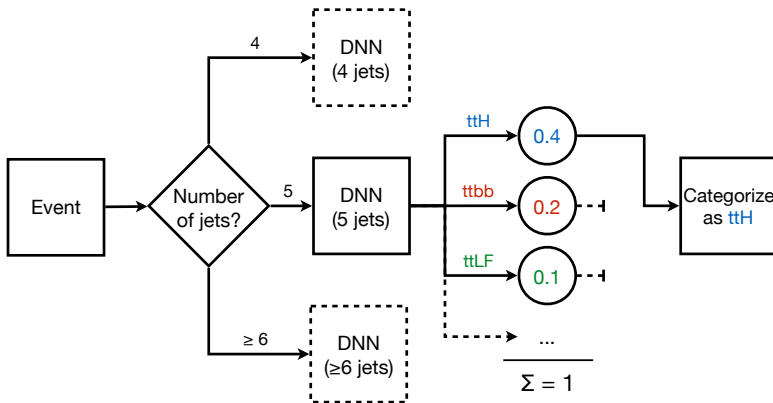 4
DNN
(4 jets)
Event
Number
of jets?
5
DNN
(5 jets)
ttH
0.4
ttbb
0.2
ttLF
0.1
...
Σ = 1
Categorize
as ttH
≥ 6
DNN
(≥6 jets)